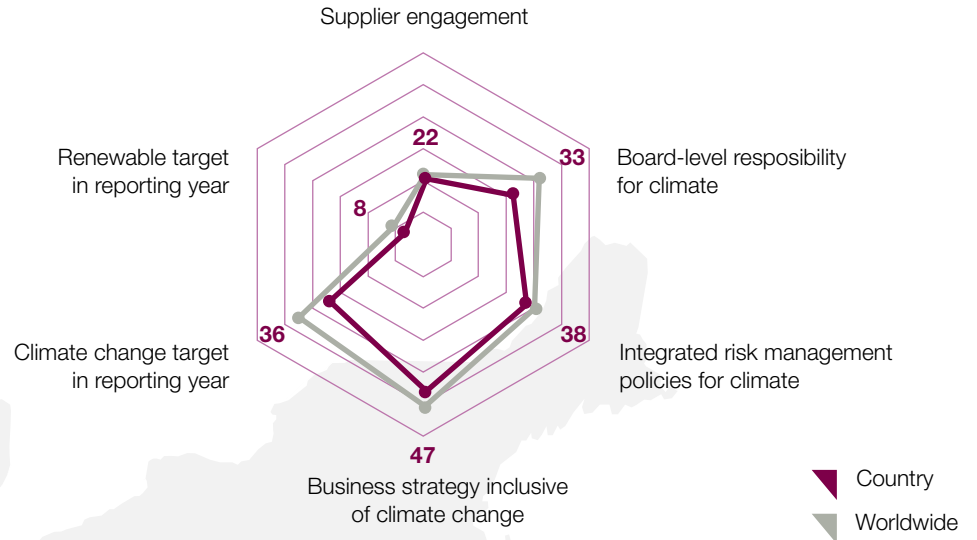 Supplier engagement
22
33
Board-level resposibility
for climate
Renewable target
in reporting year
8
Climate change target
in reporting year
36
38
Integrated risk management
policies for climate
47
Business strategy inclusive
of climate change
Country
Worldwide